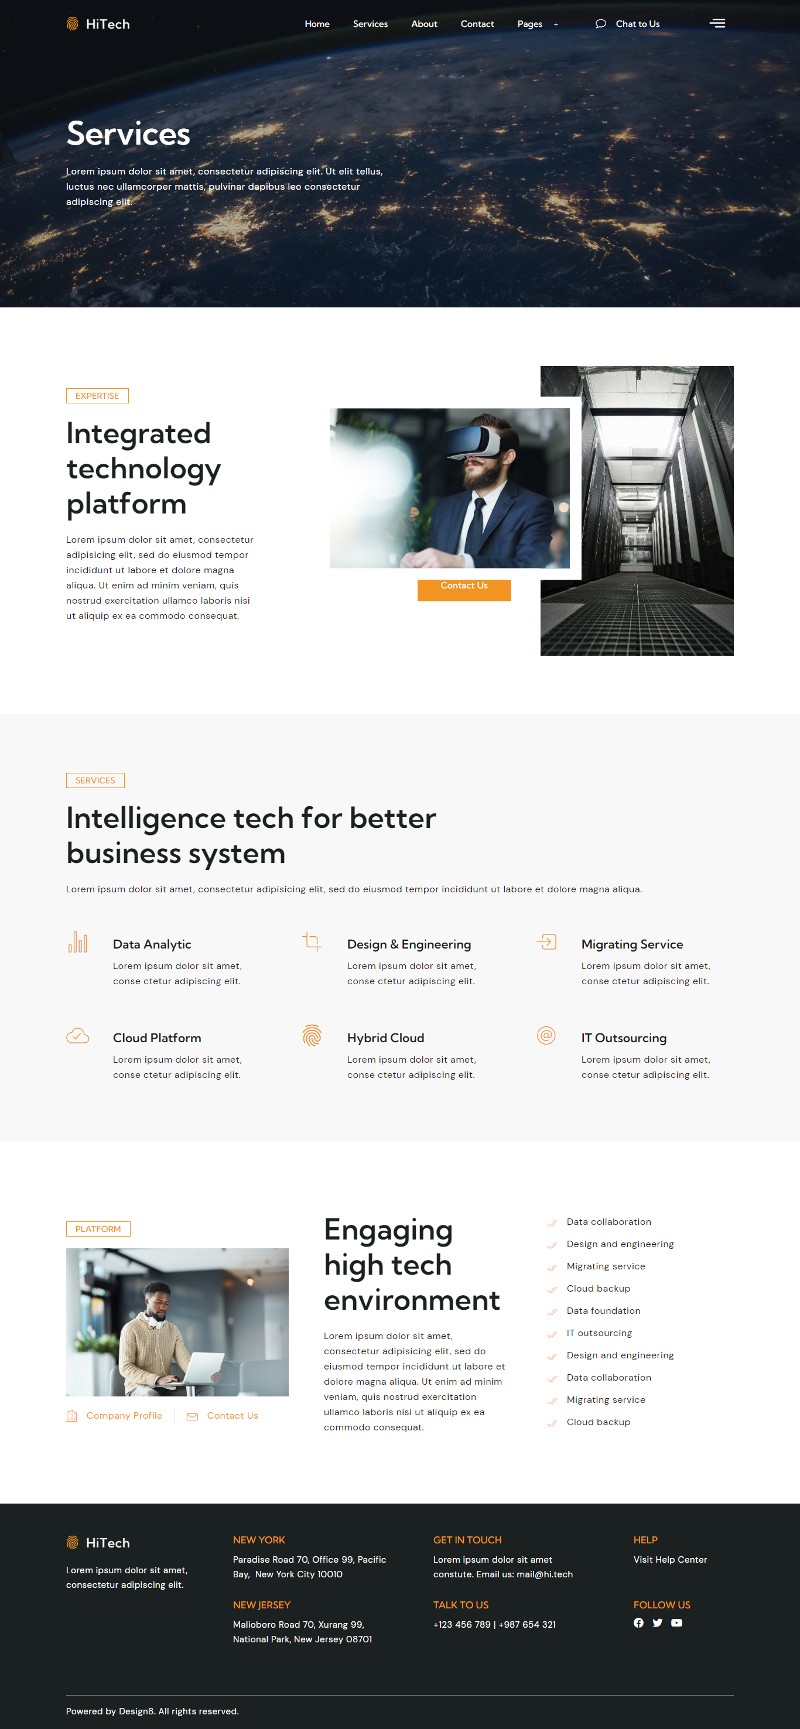 HiTech
Home Services About Contact Pages Chat to Us
Services
Lorem ipsum dolor sit amet, consectetur adipiscing elit. Ut elit tellus,
luctus nec ullamcorper mattis, pulvinar dapibus leo consectetur
adipiscing elit.
EXPERTISE
Integrated
technology
platform
Lorem ipsum dolor sit amet, consectetur
adipisicing elit, sed do eiusmod tempor
incididunt ut labore et dolore magna
aliqua. Ut enim ad minim veniam, quis
nostrud exercitation ullamco laboris nisi
ut aliquip ex ea commodo consequat.
Contact Us
SERVICES
Intelligence tech for better
business system
Lorem ipsum dolor sit amet, consectetur adipisicing elit, sed do eiusmod tempor incididunt ut labore et dolore magna aliqua.
Data Analytic
Lorem ipsum dolor sit amet,
conse ctetur adipiscing elit.
Design & Engineering
Lorem ipsum dolor sit amet,
conse ctetur adipiscing elit.
Migrating Service
Lorem ipsum dolor sit amet,
conse ctetur adipiscing elit.
Cloud Platform
Lorem ipsum dolor sit amet,
conse ctetur adipiscing elit.
Hybrid Cloud
Lorem ipsum dolor sit amet,
conse ctetur adipiscing elit.
IT Outsourcing
Lorem ipsum dolor sit amet,
conse ctetur adipiscing elit.
PLATFORM
Company Profile
Contact Us
Engaging
high tech
environment
Lorem ipsum dolor sit amet,
consectetur adipisicing elit, sed do
eiusmod tempor incididunt ut labore et
dolore magna aliqua. Ut enim ad minim
veniam, quis nostrud exercitation
ullamco laboris nisi ut aliquip ex ea
commodo consequat.
Data collaboration
Design and engineering
Migrating service
Cloud backup
Data foundation
IT outsourcing
Design and engineering
Data collaboration
Migrating service
Cloud backup
HiTech
Lorem ipsum dolor sit amet,
consectetur adipiscing elit.
NEW YORK
Paradise Road 70, Office 99, Pacific
Bay, New York City 10010
NEW JERSEY
Malioboro Road 70, Xurang 99,
National Park, New Jersey 08701
GET IN TOUCH
Lorem ipsum dolor sit amet
constute. Email us: mail@hi.tech
TALK TO US
+123 456 789 | +987 654 321
HELP
Visit Help Center
FOLLOW US
Powered by Design8. All rights reserved.